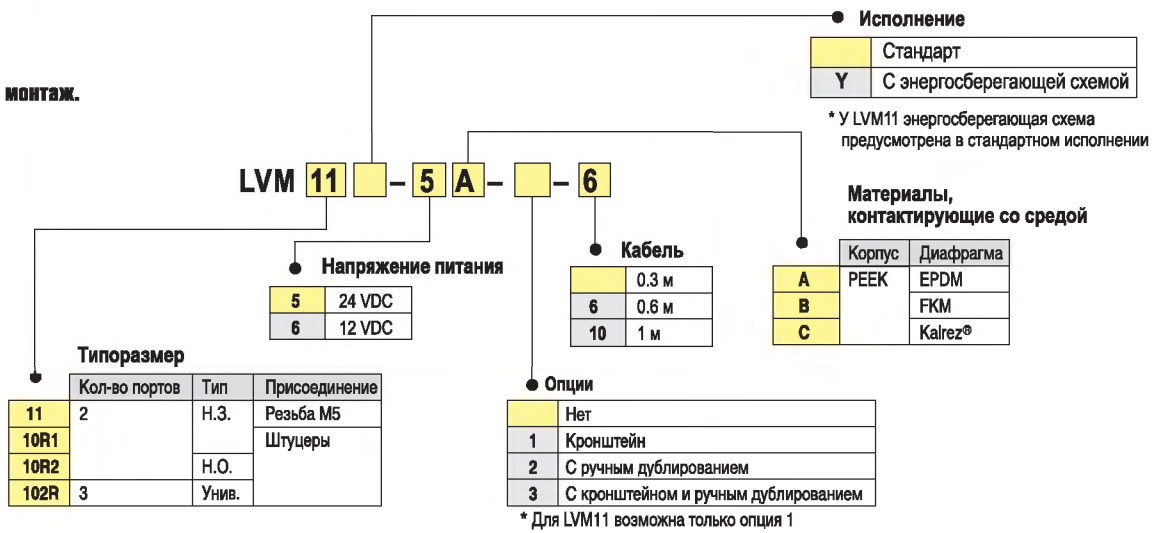 Исполнение
Стандарт
Y С энергосберегающей схемой
* У LVM11 энергосберегающая схема
предусмотрена в стандартном исполнении
монтаж.
LVM 11 – 5 A – – 6
Материалы,
контактирующие со средой
Корпус Диафрагма
A PEEK EPDM
B FKM
C Kalrez®
Напряжение питания
5 24 VDC
6 12 VDC
Кабель
0.3 м
6 0.6 м
10 1 м
Типоразмер
Кол-во портов Тип Присоединение
11 2 Н.З. Резьба М5
10R1 Штуцеры
10R2 Н.О.
102R 3 Унив.
Опции
Нет
1 Кронштейн
2 С ручным дублированием
3 С кронштейном и ручным дублированием
* Для LVM11 возможна только опция 1